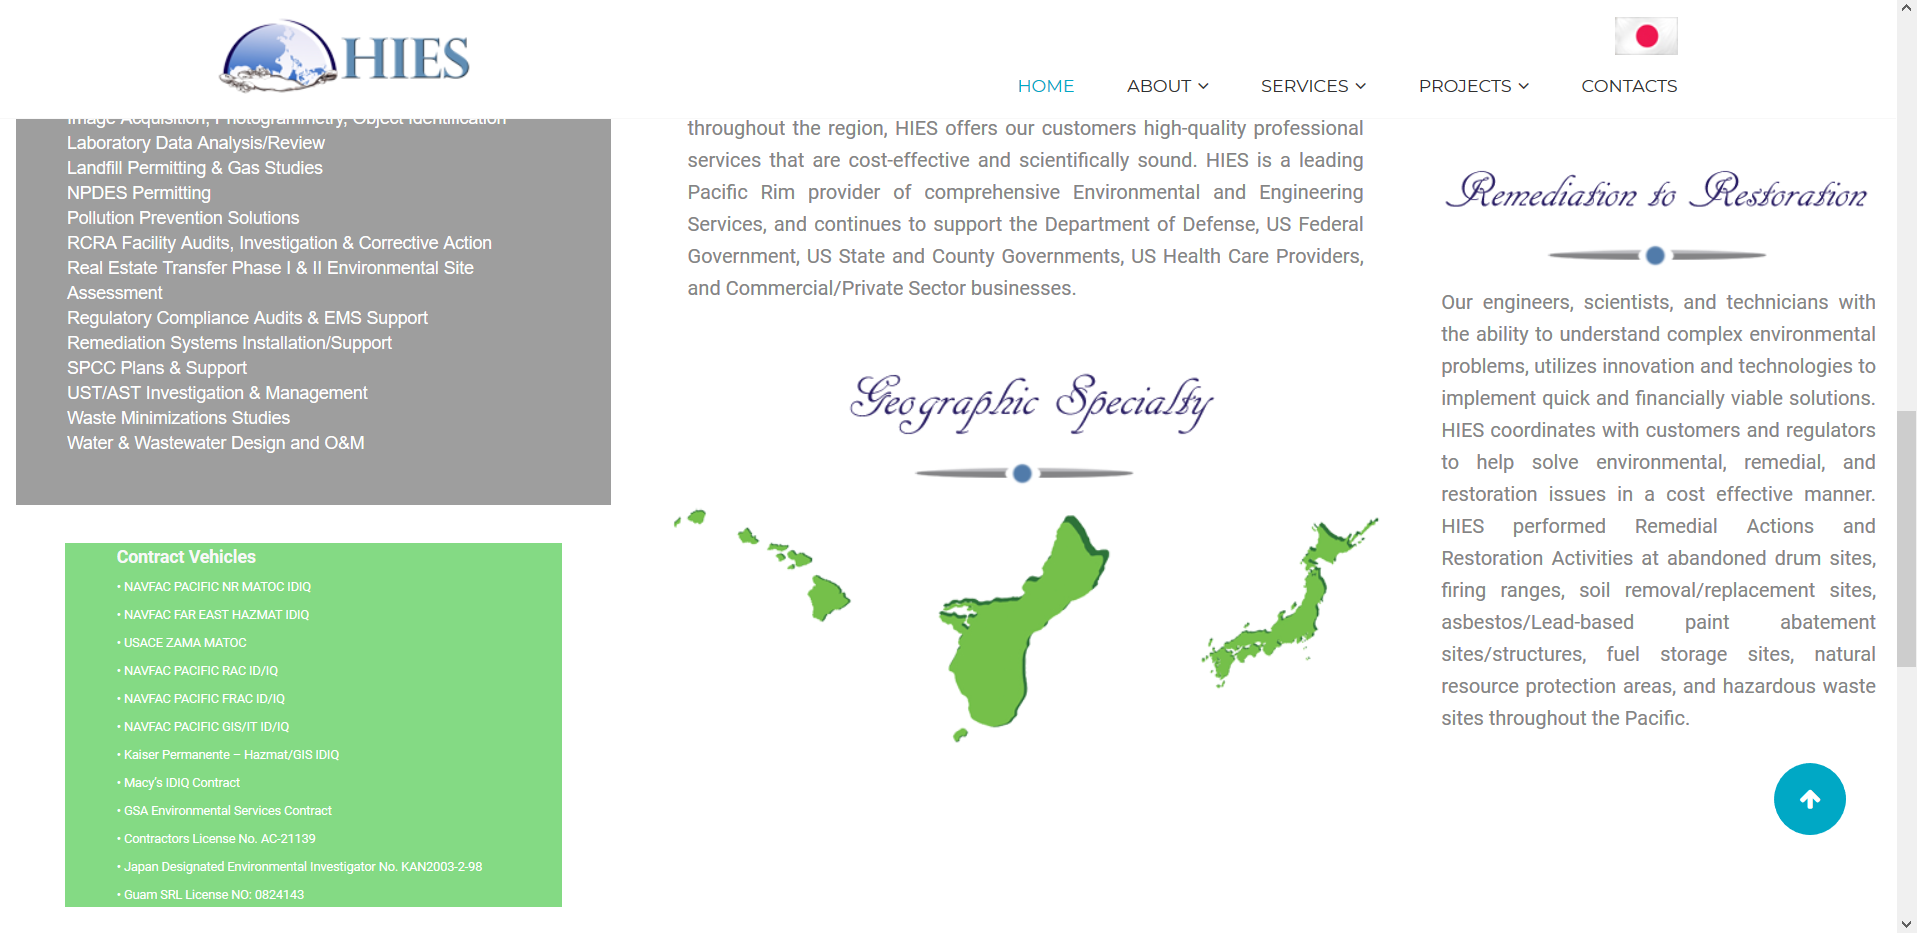 HIES
HOME
ABOUT
SERVICES
PROJECTS
CONTACTS
Image Acquisition, Photogrammetry, Object Identification
Laboratory Data Analysis/Review
Landfill Permitting & Gas Studies
NPDES Permitting
Pollution Prevention Solutions
RCRA Facility Audits, Investigation & Corrective Action
Real Estate Transfer Phase I & II Environmental Site
Assessment
Regulatory Compliance Audits & EMS Support
Remediation Systems Installation/Support
SPCC Plans & Support
UST/AST Investigation & Management
Waste Minimizations Studies
Water & Wastewater Design and O&M
Contract Vehicles
• NAVFAC PACIFIC NR MATOC IDIQ
• NAVFAC FAR EAST HAZMAT IDIQ
• USACE ZAMA MATOC
• NAVFAC PACIFIC RAC ID/IQ
• NAVFAC PACIFIC FRAC ID/IQ
• NAVFAC PACIFIC GIS/IT ID/IQ
• Kaiser Permanente – Hazmat/GIS IDIQ
• Macy's IDIQ Contract
• GSA Environmental Services Contract
• Contractors License No. AC-21139
• Japan Designated Environmental Investigator No. KAN2003-2-98
• Guam SRL License NO: 0824143
throughout the region, HIES offers our customers high-quality professional
services that are cost-effective and scientifically sound. HIES is a leading
Pacific Rim provider of comprehensive Environmental and Engineering
Services, and continues to support the Department of Defense, US Federal
Government, US State and County Governments, US Health Care Providers,
and Commercial/Private Sector businesses.
Geographic Specialty
Remediation to Restoration
Our engineers, scientists, and technicians with
the ability to understand complex environmental
problems, utilizes innovation and technologies to
implement quick and financially viable solutions.
HIES coordinates with customers and regulators
to help solve environmental, remedial, and
restoration issues in a cost effective manner.
HIES performed Remedial Actions and
Restoration Activities at abandoned drum sites,
firing ranges, soil removal/replacement sites,
asbestos/Lead-based paint abatement
sites/structures, fuel storage sites, natural
resource protection areas, and hazardous waste
sites throughout the Pacific.